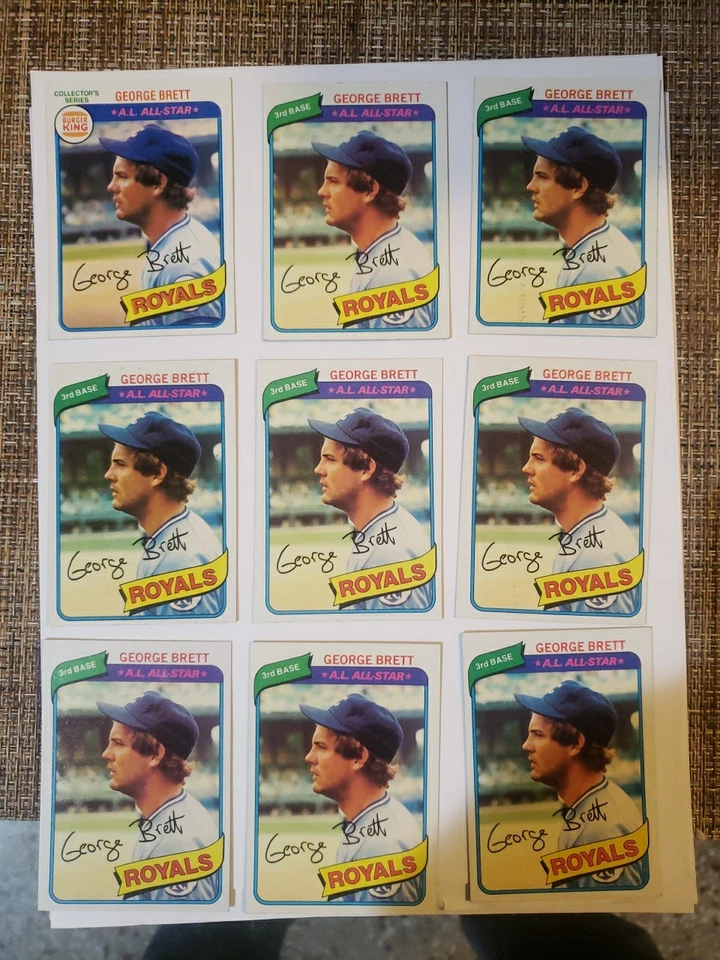 COLLECTOR'S
SERIES
GEORGE BRETT
BURGER
KING
★A.L. ALL-STAR★
George Brett
ROYALS
GEORGE BRETT
3rd BASE
★A.L. ALL-STAR★
George Brett
ROYALS
GEORGE BRETT
3rd BASE
★A.L. ALL-STAR★
George Brett
ROYALS
GEORGE BRETT
3rd BASE
★A.L. ALL-STAR★
George Brett
ROYALS
GEORGE BRETT
3rd BASE
★A.L. ALL-STAR★
George Brett
ROYALS
GEORGE BRETT
3rd BASE
★A.L. ALL-STAR★
George Brett
ROYALS
GEORGE BRETT
3rd BASE
★A.L. ALL-STAR★
George Brett
ROYALS
GEORGE BRETT
3rd BASE
★A.L. ALL-STAR★
George Brett
ROYALS
GEORGE BRETT
3rd BASE
★A.L. ALL-STAR★
George Brett
ROYALS